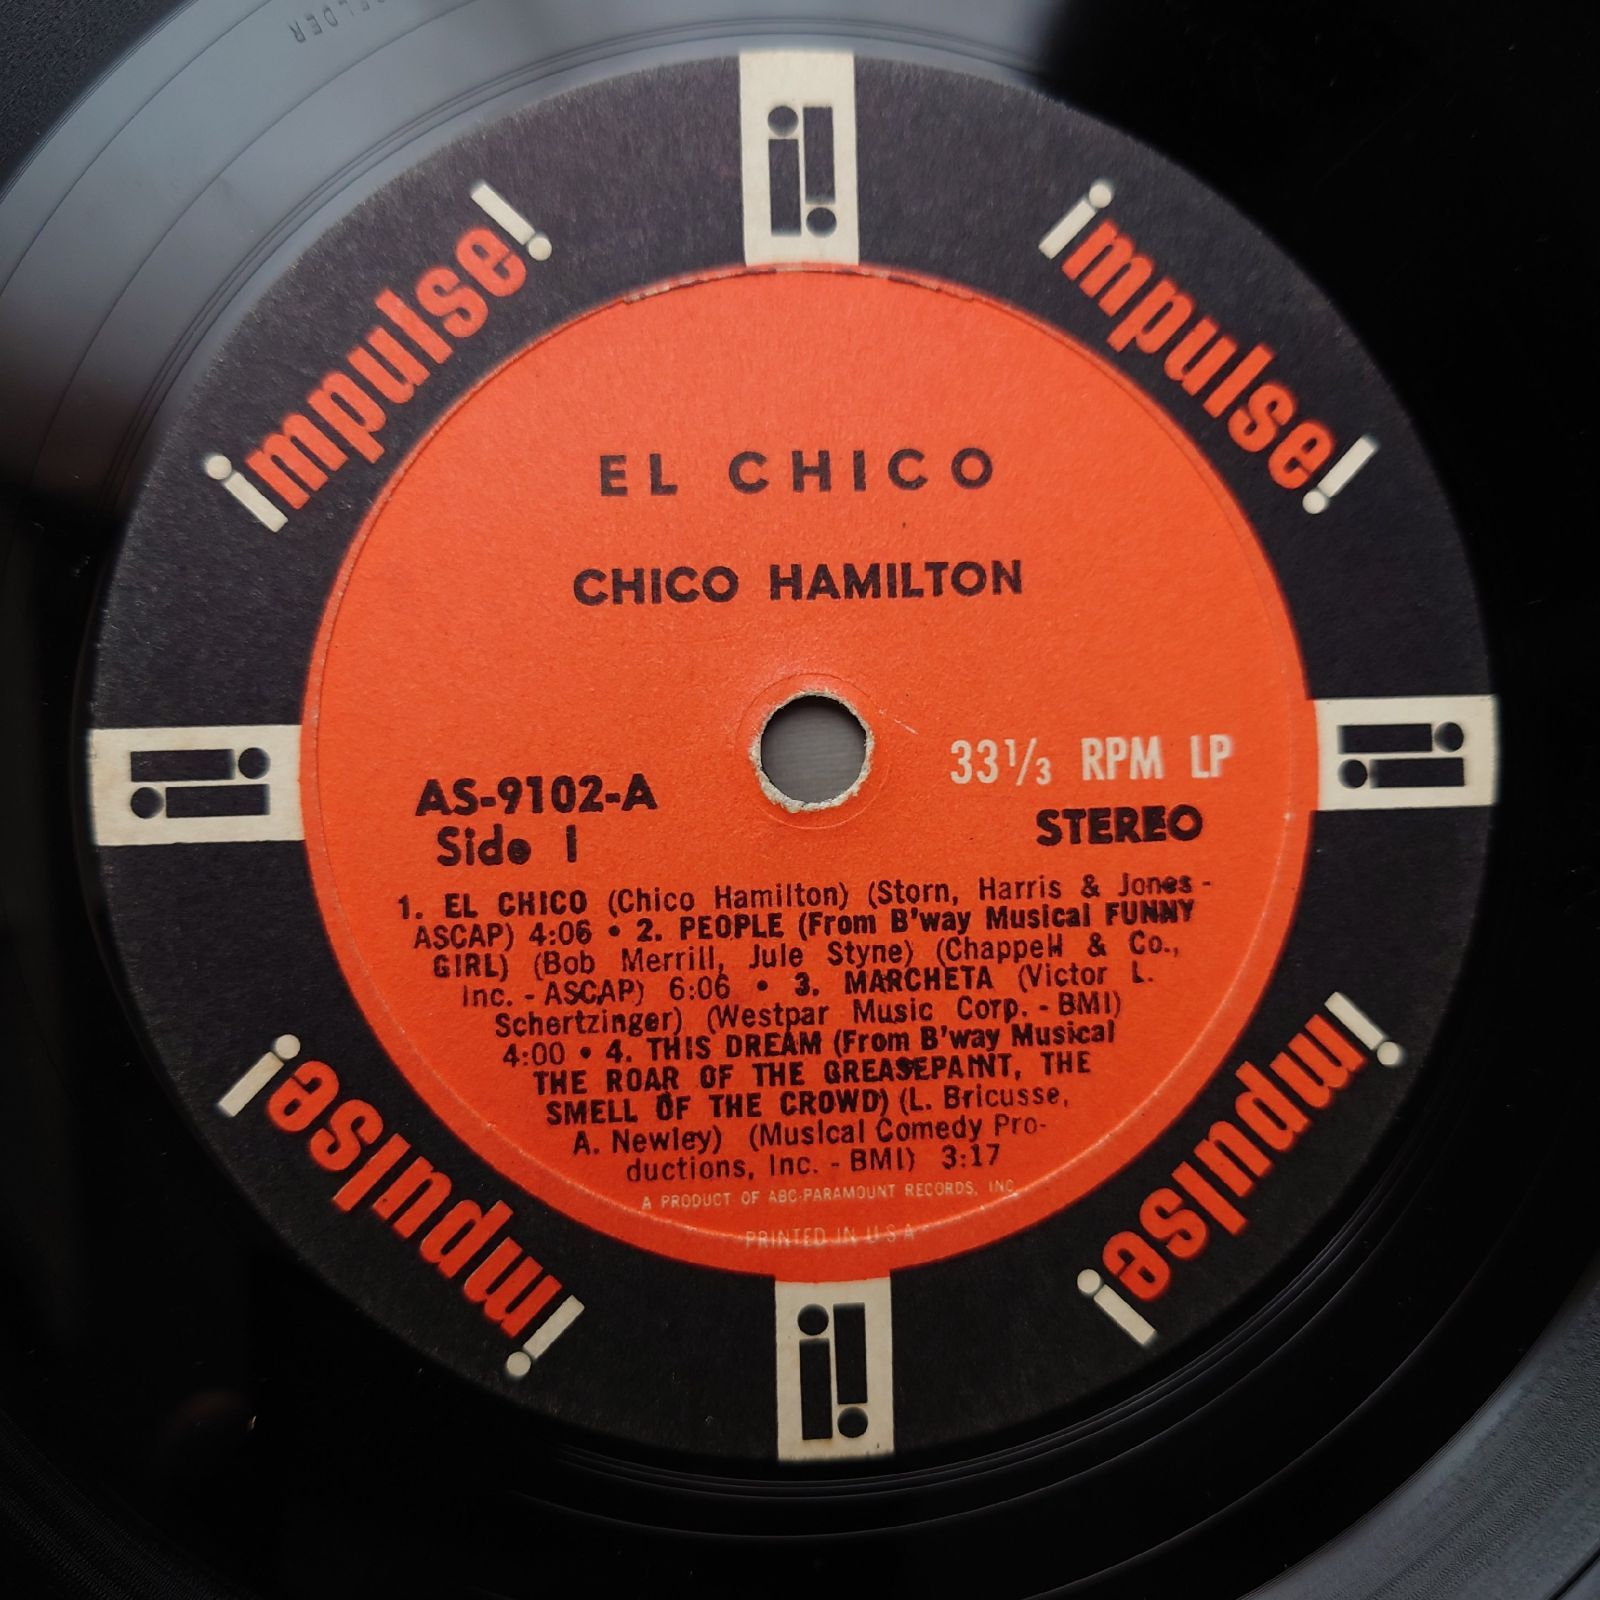 VAN GELDER
impulse!
impulse!
EL CHICO
CHICO HAMILTON
33 1/3 RPM LP
AS-9102-A
STEREO
Side 1
1. EL CHICO (Chico Hamilton) (Storn, Harris & Jones -
ASCAP) 4:06 • 2. PEOPLE (From B'way Musical FUNNY
GIRL) (Bob Merrill, Jule Styne) (Chappell & Co.,
Inc. - ASCAP) 6:06 • 3. MARCHETA (Victor L.
Schertzinger) (Westpar Music Corp. - BMI)
4:00 • 4. THIS DREAM (From B'way Musical
THE ROAR OF THE GREASEPAINT, THE
SMELL OF THE CROWD) (L. Bricusse,
A. Newley) (Musical Comedy Pro-
ductions, Inc. - BMI) 3:17
A PRODUCT OF ABC-PARAMOUNT RECORDS, INC.
PRINTED IN U S A
impulse!
impulse!